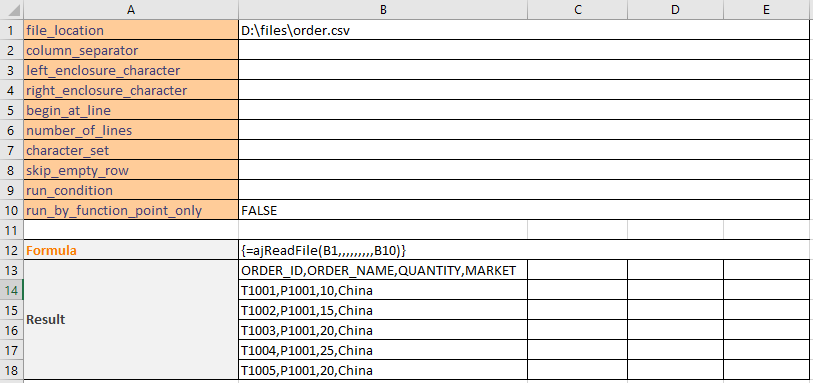 A B C D E
1 file_location D:\files\order.csv
2 column_separator
3 left_enclosure_character
4 right_enclosure_character
5 begin_at_line
6 number_of_lines
7 character_set
8 skip_empty_row
9 run_condition
10 run_by_function_point_only FALSE
11
12 Formula {=ajReadFile(B1,,,,,,,,,B10)}
13 ORDER_ID,ORDER_NAME,QUANTITY,MARKET
14 T1001,P1001,10,China
15 T1002,P1001,15,China
16 Result T1003,P1001,20,China
17 T1004,P1001,25,China
18 T1005,P1001,20,China